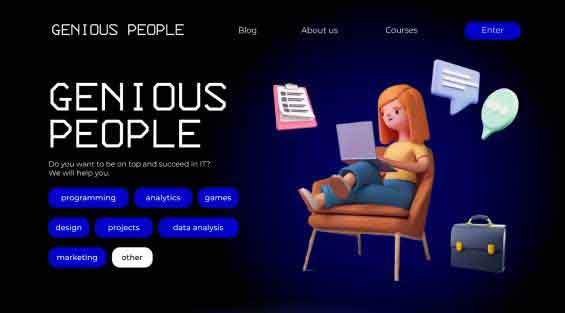 GENIOUS PEOPLE
Blog
About us
Courses
Enter
GENIOUS
PEOPLE
Do you want to be on top and succeed in IT?
We will help you.
programming
analytics
games
design
projects
data analysis
marketing
other